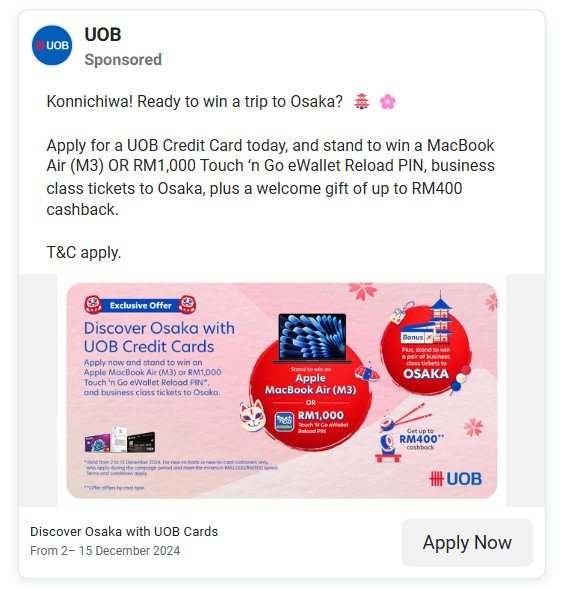 UOB
UOB
Sponsored
Konnichiwa! Ready to win a trip to Osaka?
Apply for a UOB Credit Card today, and stand to win a MacBook
Air (M3) OR RM1,000 Touch ‘n Go eWallet Reload PIN, business
class tickets to Osaka, plus a welcome gift of up to RM400
cashback.
T&C apply.
Exclusive Offer
Discover Osaka with
UOB Credit Cards
Apply now and stand to win an
Apple MacBook Air (M3) or RM1,000
Touch 'n Go eWallet Reload PIN*,
and business class tickets to Osaka.
*Valid from 2 to 15 December 2024. For new-to-bank or new-to-card customers only,
who apply during the campaign period and meet the minimum spend.
Terms and conditions apply.
**Offer differs by card type.
Stand to win an
Apple
MacBook Air (M3)
OR
Touch
eWallet
RM1,000
Touch 'N Go eWallet
Reload PIN
Bonus
Plus, stand to win
a pair of business
class tickets to
OSAKA
Get up to
RM400**
cashback
UOB
VISA
Discover Osaka with UOB Cards
From 2– 15 December 2024
Apply Now